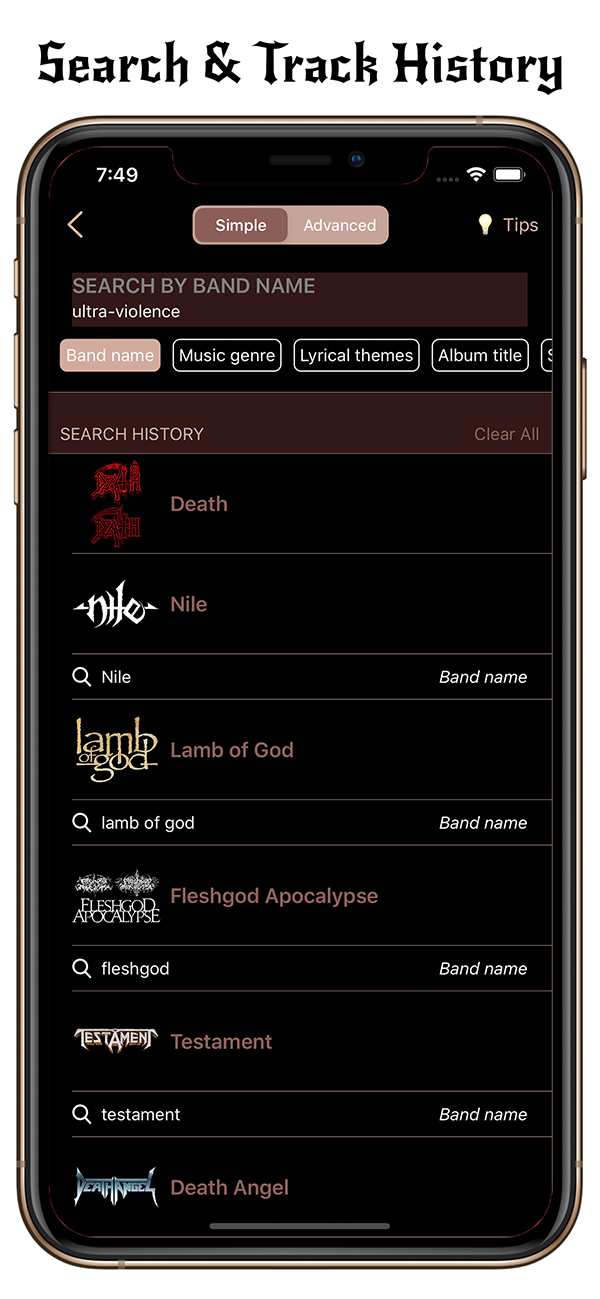 Search & Track History
7:49
Simple
Advanced
Tips
SEARCH BY BAND NAME
ultra-violence
Band name
Music genre
Lyrical themes
Album title
S
SEARCH HISTORY
Clear All
DEATH
DEATH
Death
nile
Nile
Nile
Band name
lamb
of god
Lamb of God
lamb of god
Band name
FLESHGOD
APOCALYPSE
Fleshgod Apocalypse
fleshgod
Band name
TESTAMENT
Testament
testament
Band name
DEATH ANGEL
Death Angel